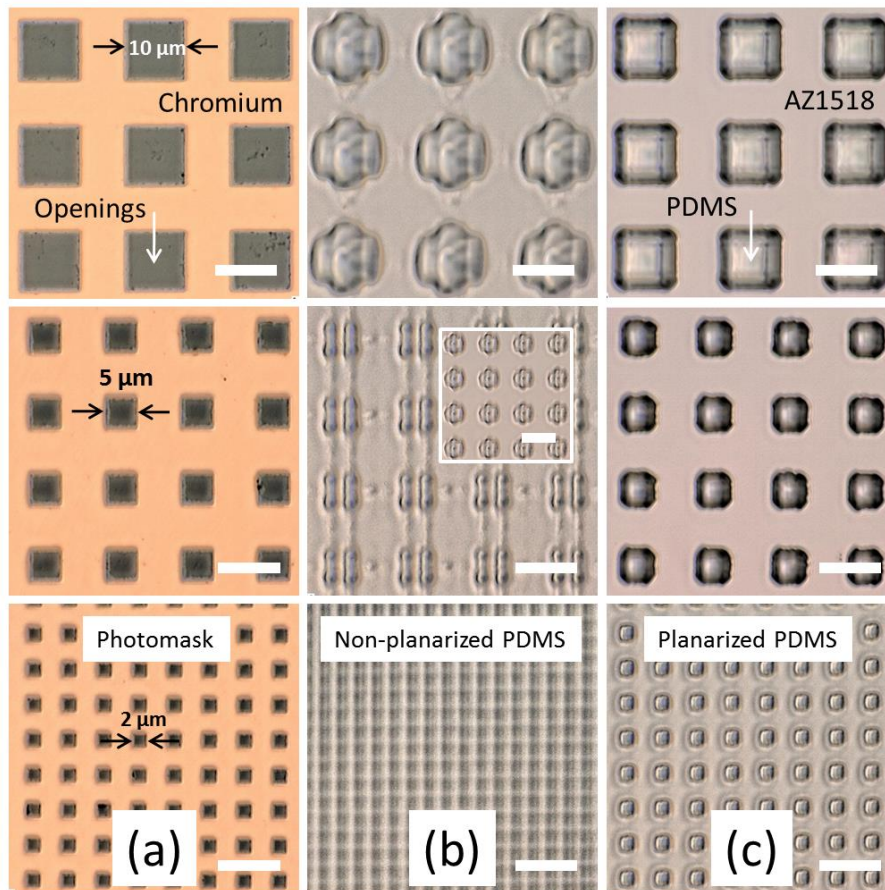 10 µm
Chromium
Openings
AZ1518
PDMS
5 µm
Photomask
2 µm
(a)
Non-planarized PDMS
(b)
Planarized PDMS
(c)